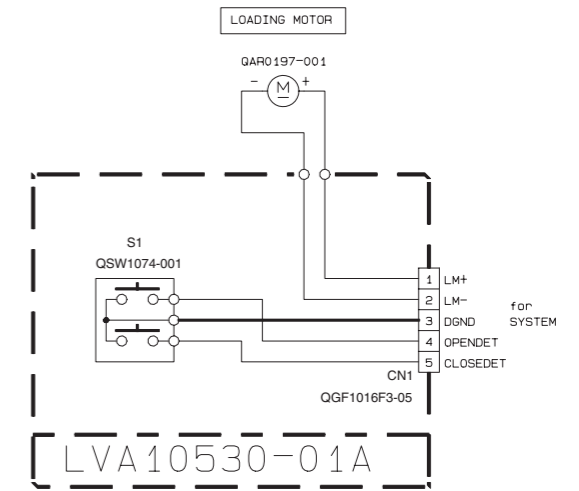 LOADING MOTOR
QAR0197-001
- M +
S1
QSW1074-001
1 LM+
2 LM-
3 DGND
4 OPENDET
5 CLOSEDET
for
SYSTEM
CN1
QGF1016F3-05
LVA10530-01A